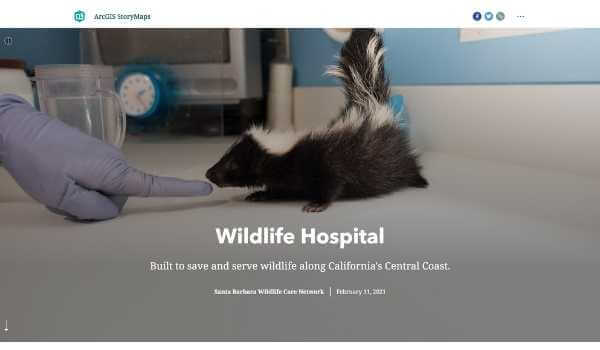 ArcGIS StoryMaps
Wildlife Hospital
Built to save and serve wildlife along California's Central Coast.
Santa Barbara Wildlife Care Network | February 11, 2021